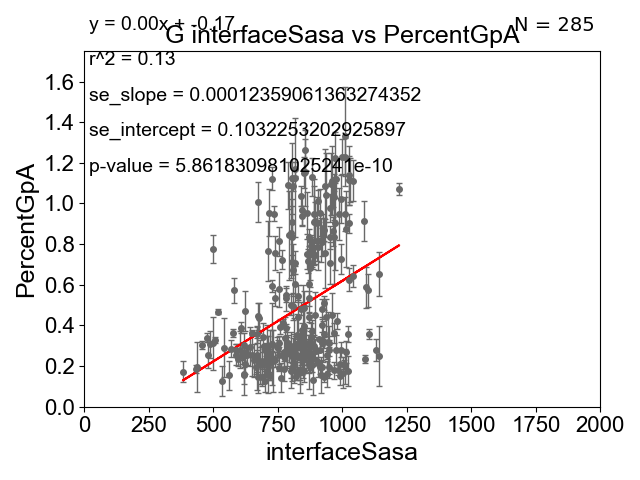 y = 0.00x + -0.17
N = 285
G interfaceSasa vs PercentGpA
r^2 = 0.13
se_slope = 0.00012359061363274352
se_intercept = 0.1032253202925897
p-value = 5.861830981025241e-10
PercentGpA
1.6
1.4
1.2
1.0
0.8
0.6
0.4
0.2
0.0
0 250 500 750 1000 1250 1500 1750 2000
interfaceSasa